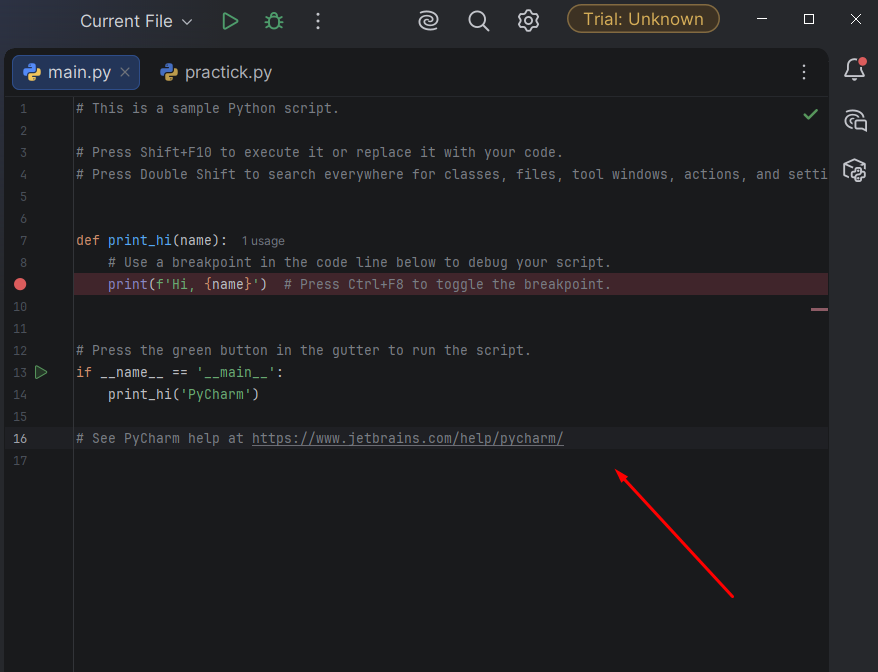 Current File
Trial: Unknown
main.py
practick.py
1 # This is a sample Python script.
2
3 # Press Shift+F10 to execute it or replace it with your code.
4 # Press Double Shift to search everywhere for classes, files, tool windows, actions, and setti
5
6
7 def print_hi(name): 1 usage
8 # Use a breakpoint in the code line below to debug your script.
print(f'Hi, {name}') # Press Ctrl+F8 to toggle the breakpoint.
10
11
12 # Press the green button in the gutter to run the script.
13 if __name__ == '__main__':
14 print_hi('PyCharm')
15
16 # See PyCharm help at https://www.jetbrains.com/help/pycharm/
17